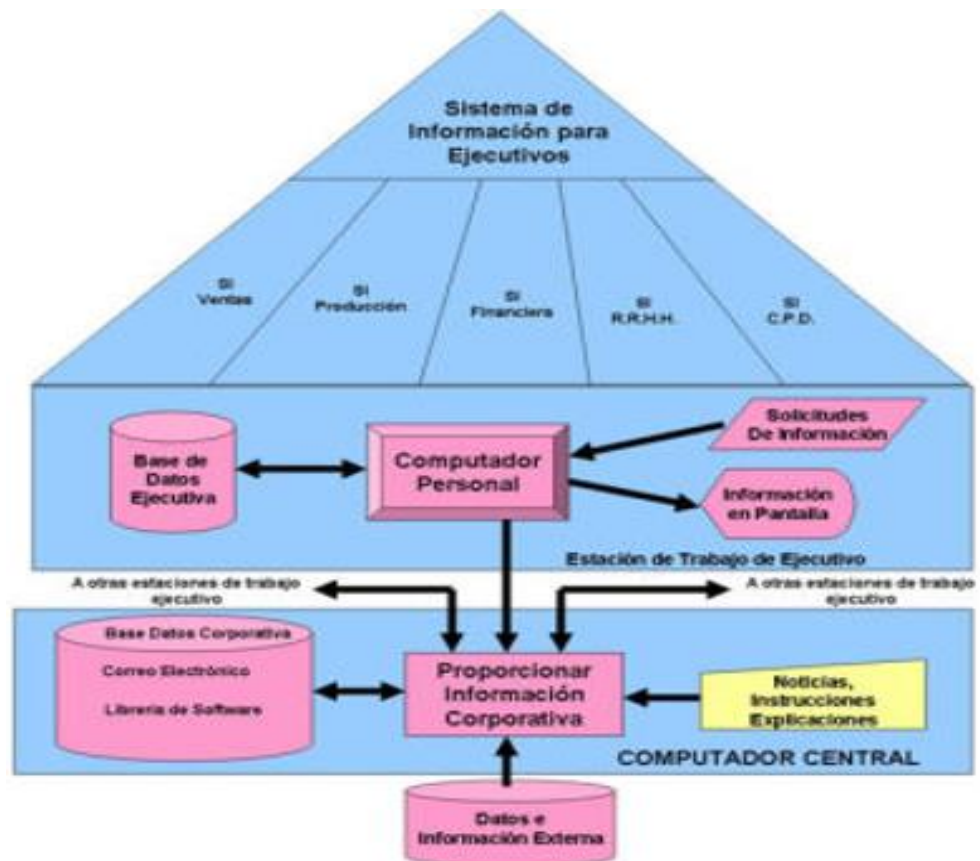 Sistema de
Información para
Ejecutivos
SI
Ventas
SI
Producción
SI
Financiera
SI
R.R.H.H.
SI
C.P.D.
Base de
Datos
Ejecutiva
Computador
Personal
Solicitudes
De Información
Información
en Pantalla
Estación de Trabajo de Ejecutivo
A otras estaciones de trabajo
ejecutivo
A otras estaciones de trabajo
ejecutivo
Base Datos Corporativa
Correo Electrónico
Librería de Software
Proporcionar
Información
Corporativa
Noticias,
Instrucciones
Explicaciones
COMPUTADOR CENTRAL
Datos e
Información Externa